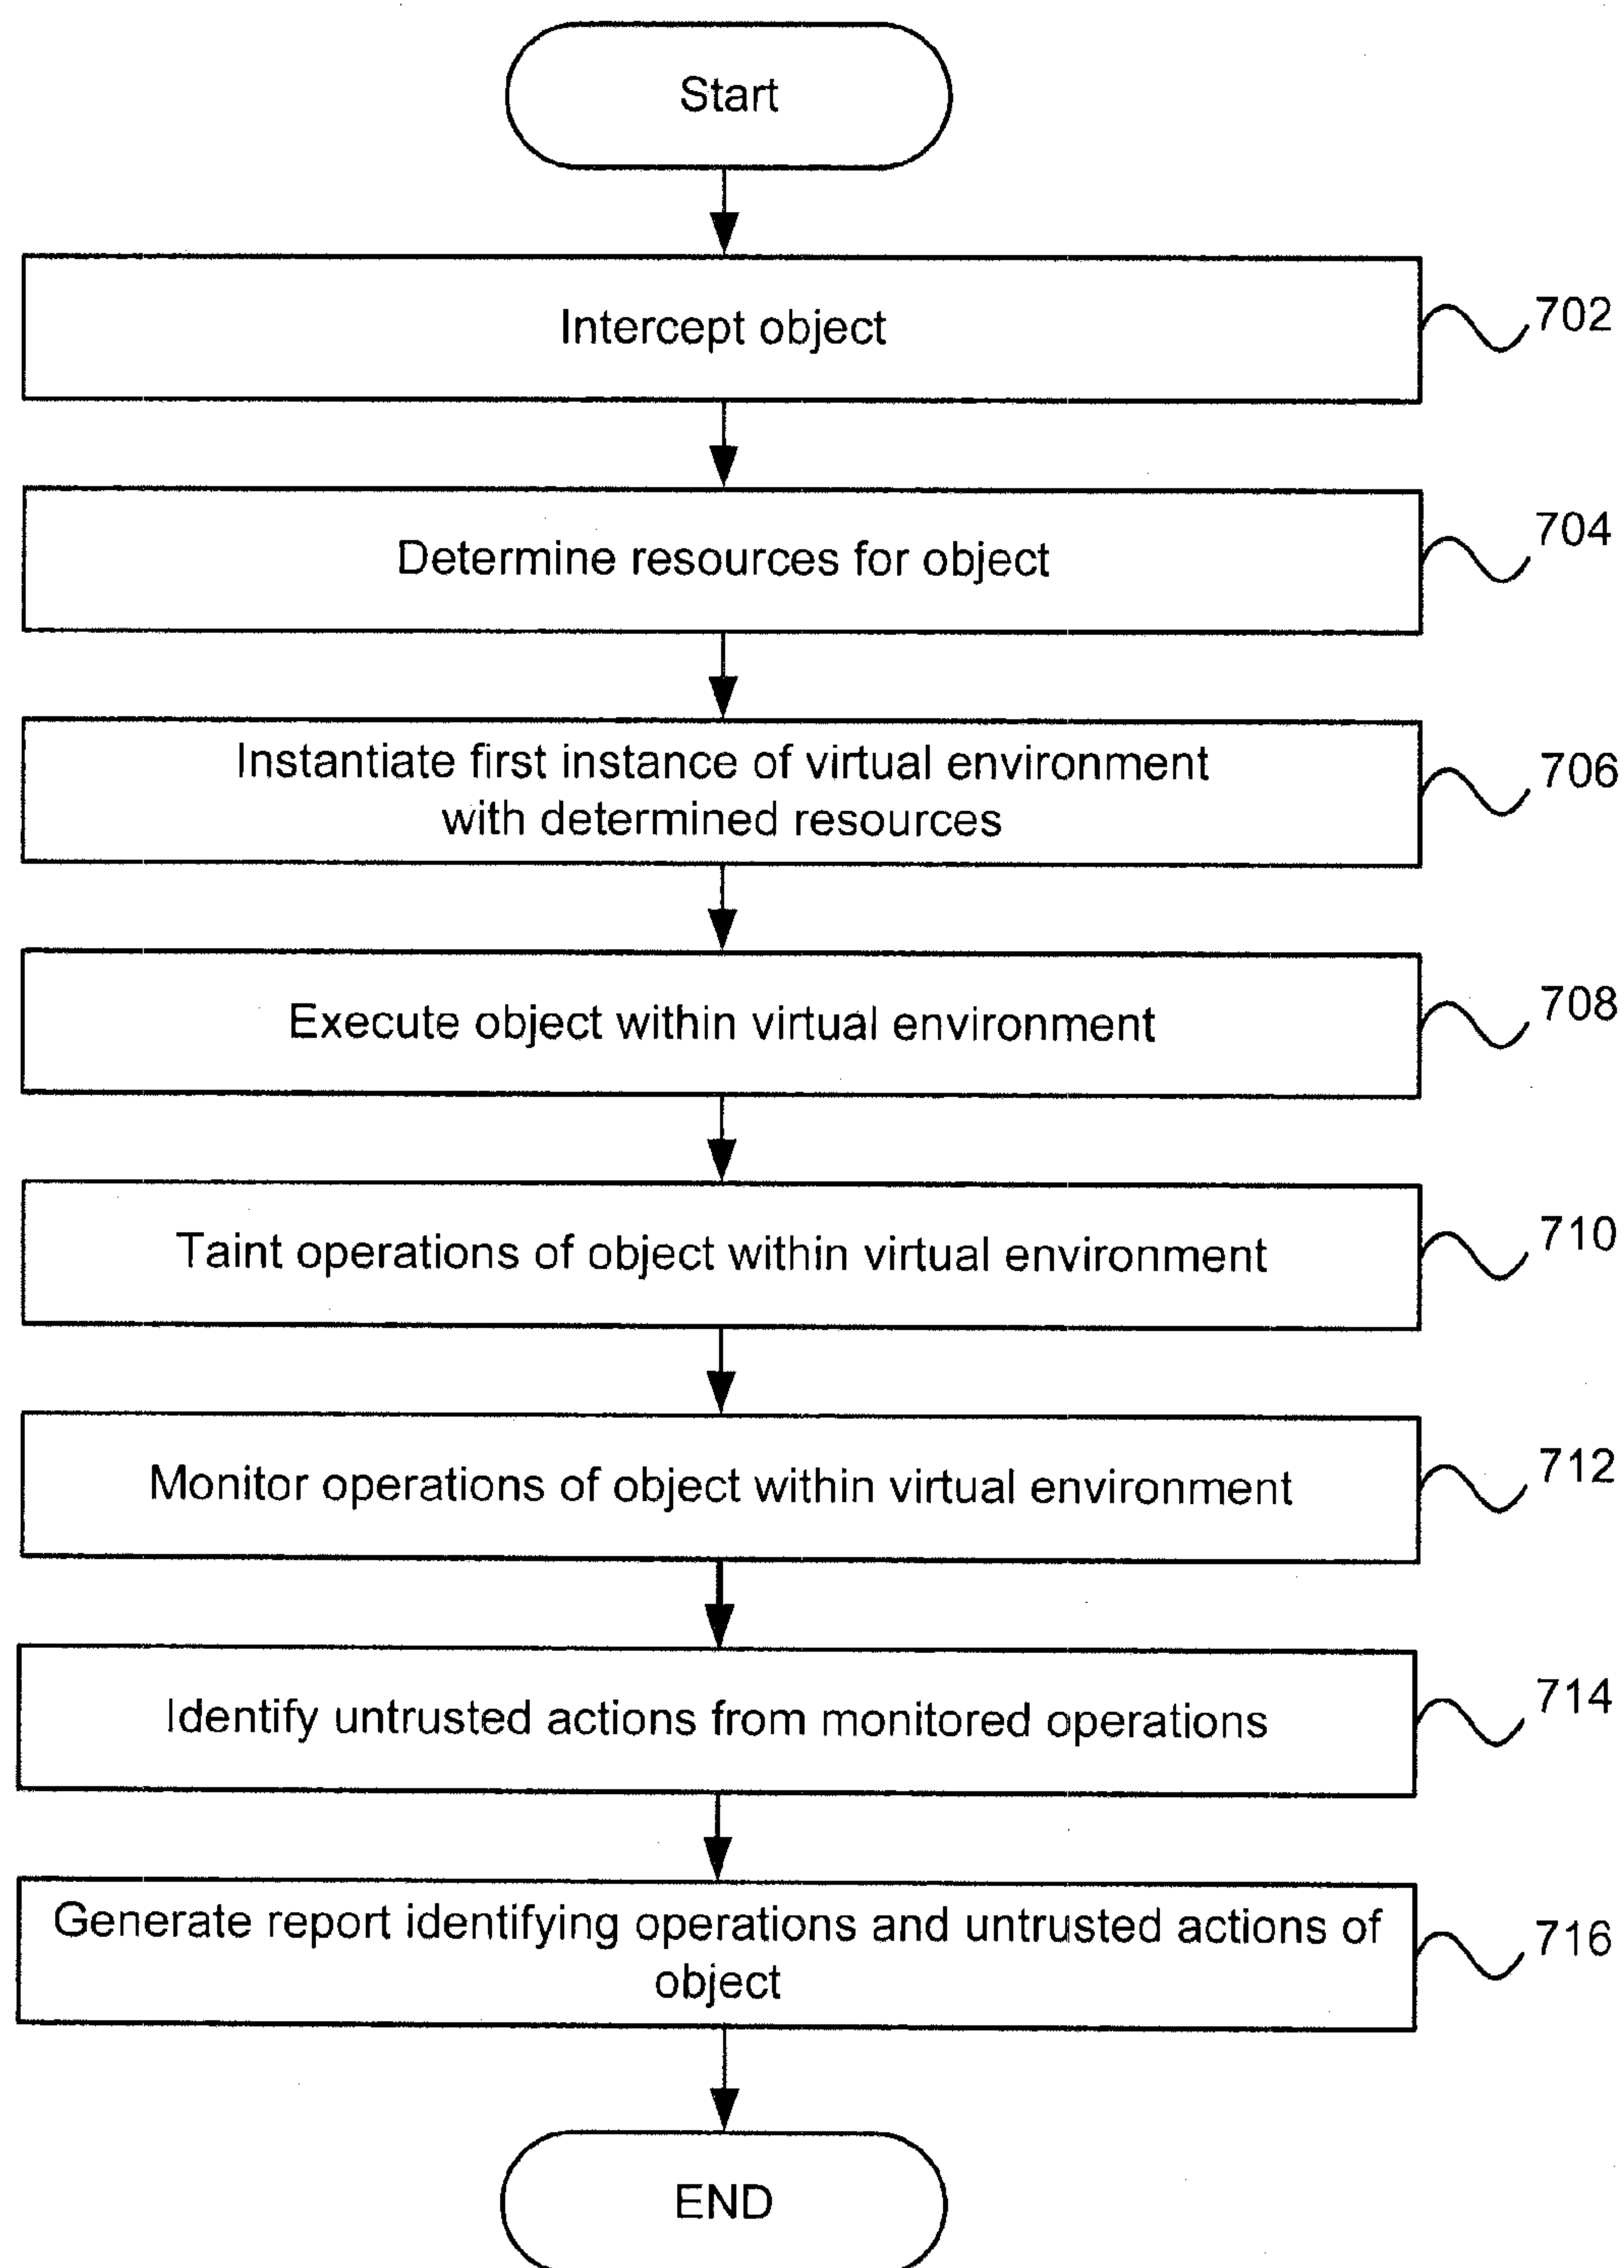 Start
Intercept object
702
Determine resources for object
704
Instantiate first instance of virtual environment
with determined resources
706
Execute object within virtual environment
708
Taint operations of object within virtual environment
710
Monitor operations of object within virtual environment
712
Identify untrusted actions from monitored operations
714
Generate report identifying operations and untrusted actions of
object
716
END